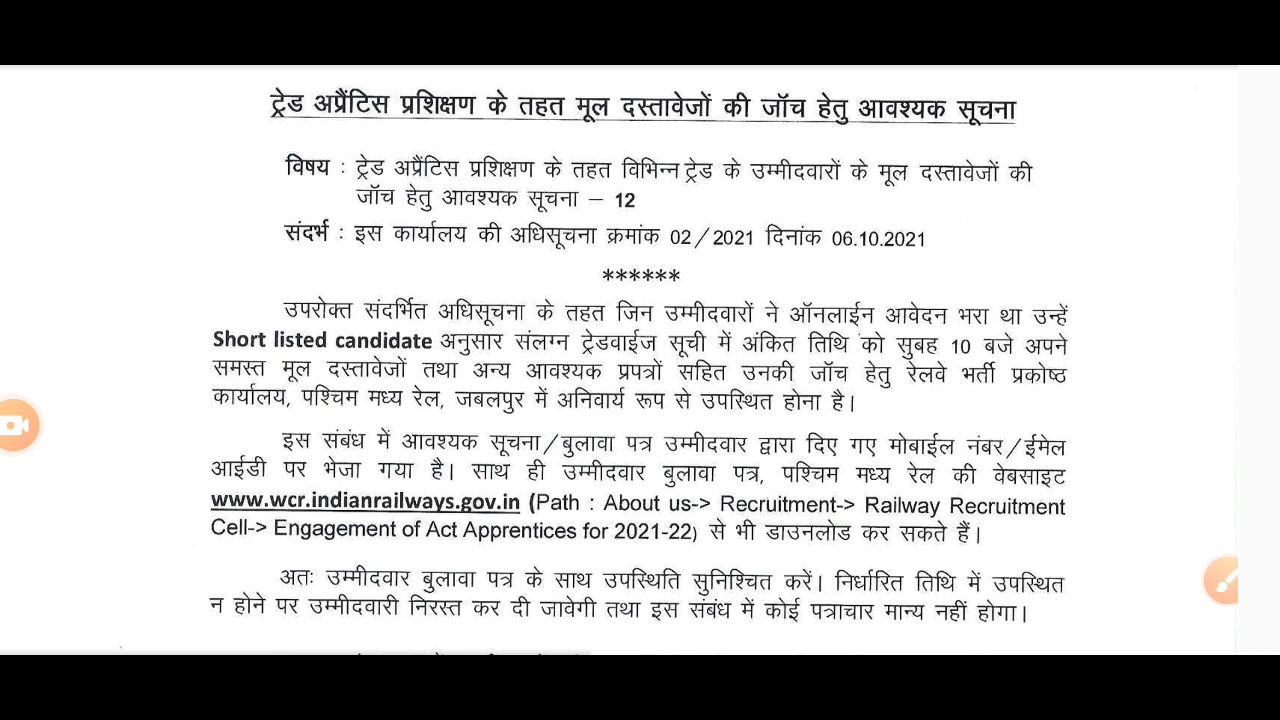 ट्रेड अप्रैंटिस प्रशिक्षण के तहत मूल दस्तावेजों की जॉच हेतु आवश्यक सूचना
विषय : ट्रेड अप्रैंटिस प्रशिक्षण के तहत विभिन्न ट्रेड के उम्मीदवारों के मूल दस्तावेजों की
जॉच हेतु आवश्यक सूचना – 12
संदर्भ : इस कार्यालय की अधिसूचना क्रमांक 02/2021 दिनांक 06.10.2021
******
उपरोक्त संदर्भित अधिसूचना के तहत जिन उम्मीदवारों ने ऑनलाईन आवेदन भरा था उन्हें
Short listed candidate अनुसार संलग्न ट्रेडवाईज सूची में अंकित तिथि को सुबह 10 बजे अपने
समस्त मूल दस्तावेजों तथा अन्य आवश्यक प्रपत्रों सहित उनकी जॉच हेतु रेलवे भर्ती प्रकोष्ठ
कार्यालय, पश्चिम मध्य रेल, जबलपुर में अनिवार्य रूप से उपस्थित होना है।
इस संबंध में आवश्यक सूचना/बुलावा पत्र उम्मीदवार द्वारा दिए गए मोबाईल नंबर/ईमेल
आईडी पर भेजा गया है। साथ ही उम्मीदवार बुलावा पत्र, पश्चिम मध्य रेल की वेबसाइट
www.wcr.indianrailways.gov.in (Path : About us-> Recruitment-> Railway Recruitment
Cell-> Engagement of Act Apprentices for 2021-22) से भी डाउनलोड कर सकते हैं।
अतः उम्मीदवार बुलावा पत्र के साथ उपस्थिति सुनिश्चित करें। निर्धारित तिथि में उपस्थित
न होने पर उम्मीदवारी निरस्त कर दी जावेगी तथा इस संबंध में कोई पत्राचार मान्य नहीं होगा।